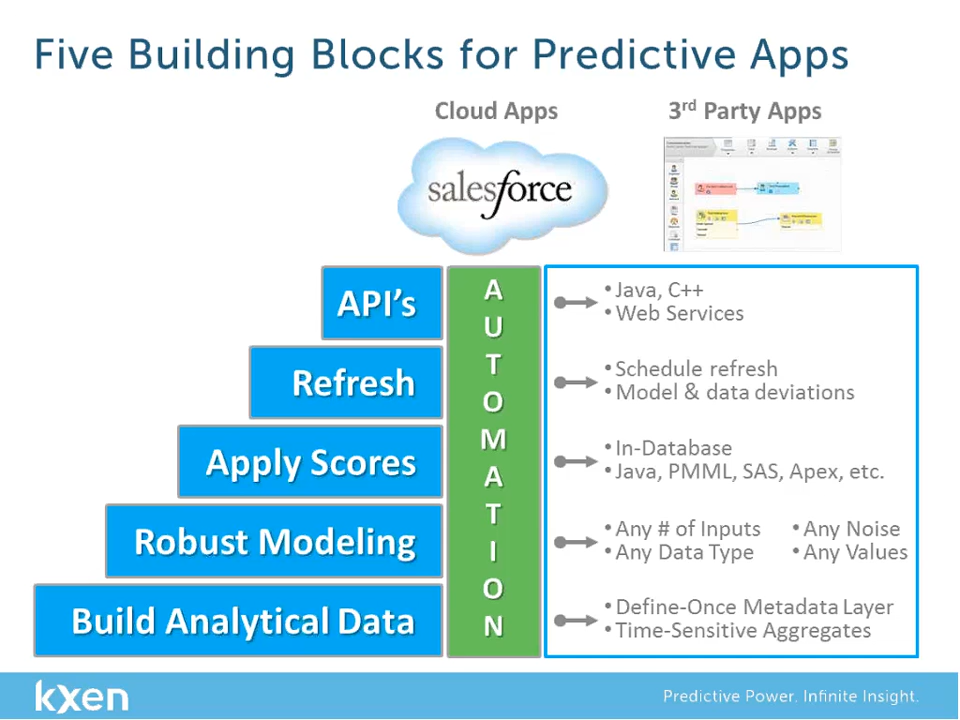 Five Building Blocks for Predictive Apps
Cloud Apps
3rd Party Apps
salesforce
API's
Refresh
Apply Scores
Robust Modeling
Build Analytical Data
AUTOMATION
• Java, C++
• Web Services
• Schedule refresh
• Model & data deviations
• In-Database
• Java, PMML, SAS, Apex, etc.
• Any # of Inputs • Any Noise
• Any Data Type • Any Values
• Define-Once Metadata Layer
• Time-Sensitive Aggregates
kxen
Predictive Power. Infinite Insight.